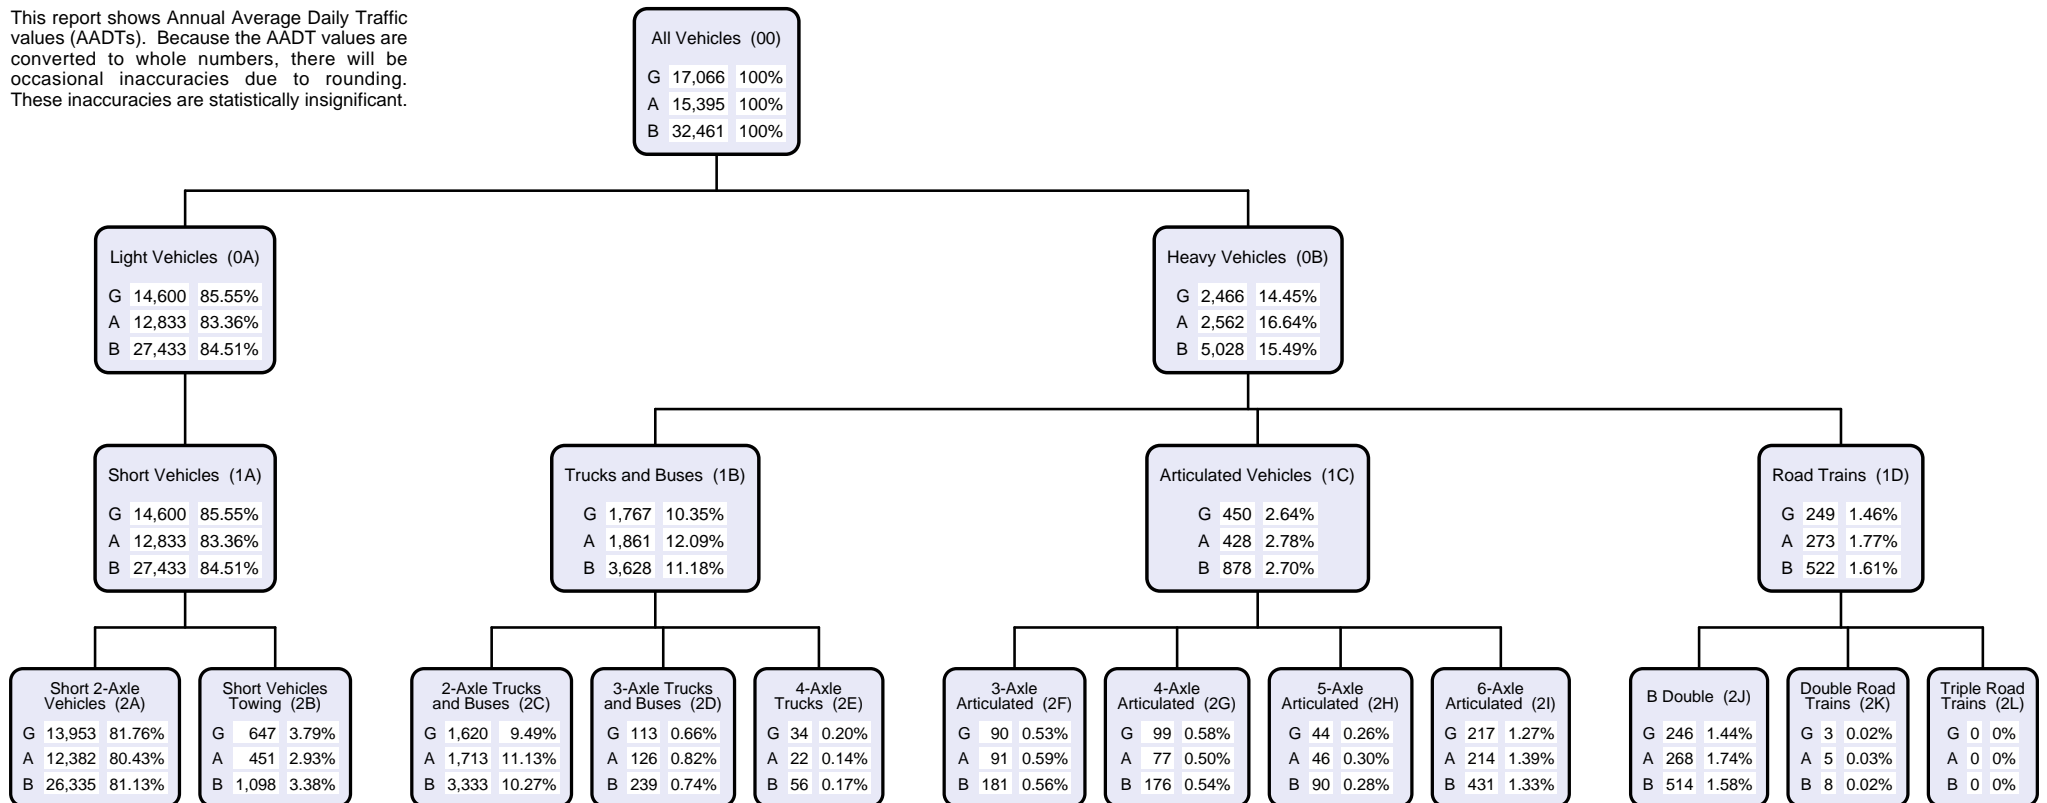 This report shows Annual Average Daily Traffic
values (AADTs). Because the AADT values are
converted to whole numbers, there will be
occasional inaccuracies due to rounding.
These inaccuracies are statistically insignificant.
All Vehicles (00)
G 17,066 100%
A 15,395 100%
B 32,461 100%
Light Vehicles (0A)
G 14,600 85.55%
A 12,833 83.36%
B 27,433 84.51%
Heavy Vehicles (0B)
G 2,466 14.45%
A 2,562 16.64%
B 5,028 15.49%
Short Vehicles (1A)
G 14,600 85.55%
A 12,833 83.36%
B 27,433 84.51%
Trucks and Buses (1B)
G 1,767 10.35%
A 1,861 12.09%
B 3,628 11.18%
Articulated Vehicles (1C)
G 450 2.64%
A 428 2.78%
B 878 2.70%
Road Trains (1D)
G 249 1.46%
A 273 1.77%
B 522 1.61%
Short 2-Axle
Vehicles (2A)
G 13,953 81.76%
A 12,382 80.43%
B 26,335 81.13%
Short Vehicles
Towing (2B)
G 647 3.79%
A 451 2.93%
B 1,098 3.38%
2-Axle Trucks
and Buses (2C)
G 1,620 9.49%
A 1,713 11.13%
B 3,333 10.27%
3-Axle Trucks
and Buses (2D)
G 113 0.66%
A 126 0.82%
B 239 0.74%
4-Axle
Trucks (2E)
G 34 0.20%
A 22 0.14%
B 56 0.17%
3-Axle
Articulated (2F)
G 90 0.53%
A 91 0.59%
B 181 0.56%
4-Axle
Articulated (2G)
G 99 0.58%
A 77 0.50%
B 176 0.54%
5-Axle
Articulated (2H)
G 44 0.26%
A 46 0.30%
B 90 0.28%
6-Axle
Articulated (2I)
G 217 1.27%
A 214 1.39%
B 431 1.33%
B Double (2J)
G 246 1.44%
A 268 1.74%
B 514 1.58%
Double Road
Trains (2K)
G 3 0.02%
A 5 0.03%
B 8 0.02%
Triple Road
Trains (2L)
G 0 0%
A 0 0%
B 0 0%